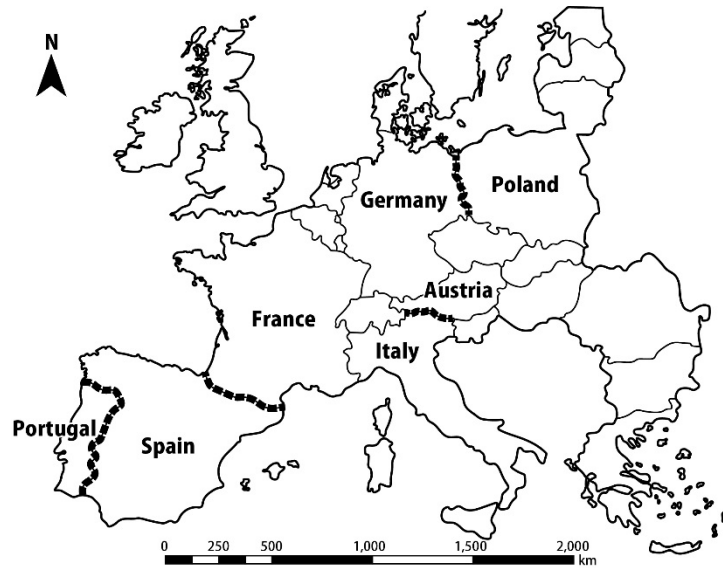 N
Germany
Poland
Austria
France
Italy
Portugal
Spain
0 250 500 1,000 1,500 2,000
km